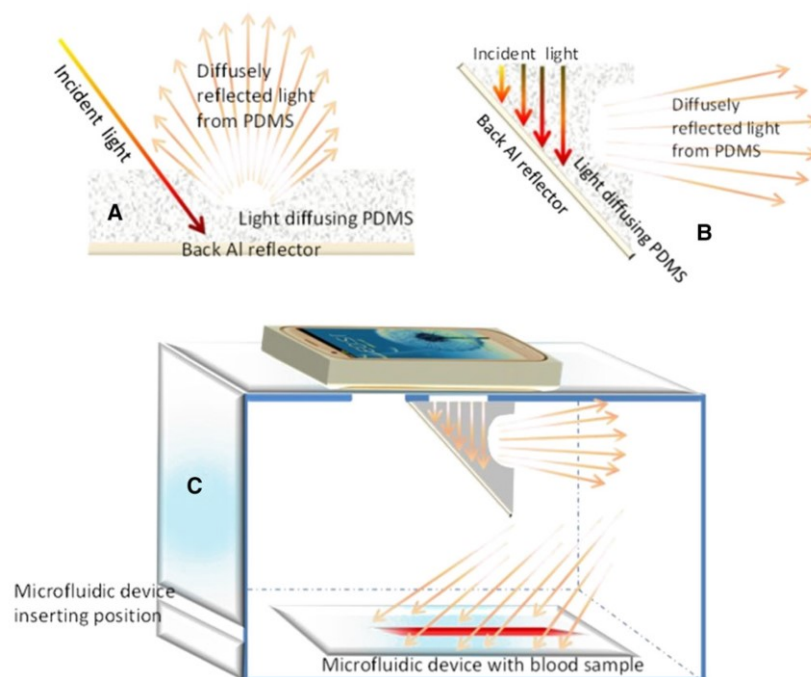 Incident light
Diffusely
reflected light
from PDMS
A
Light diffusing PDMS
Back Al reflector
Incident light
Diffusely
reflected light
from PDMS
Back Al reflector
Light diffusing PDMS
B
C
Microfluidic device
inserting position
Microfluidic device with blood sample